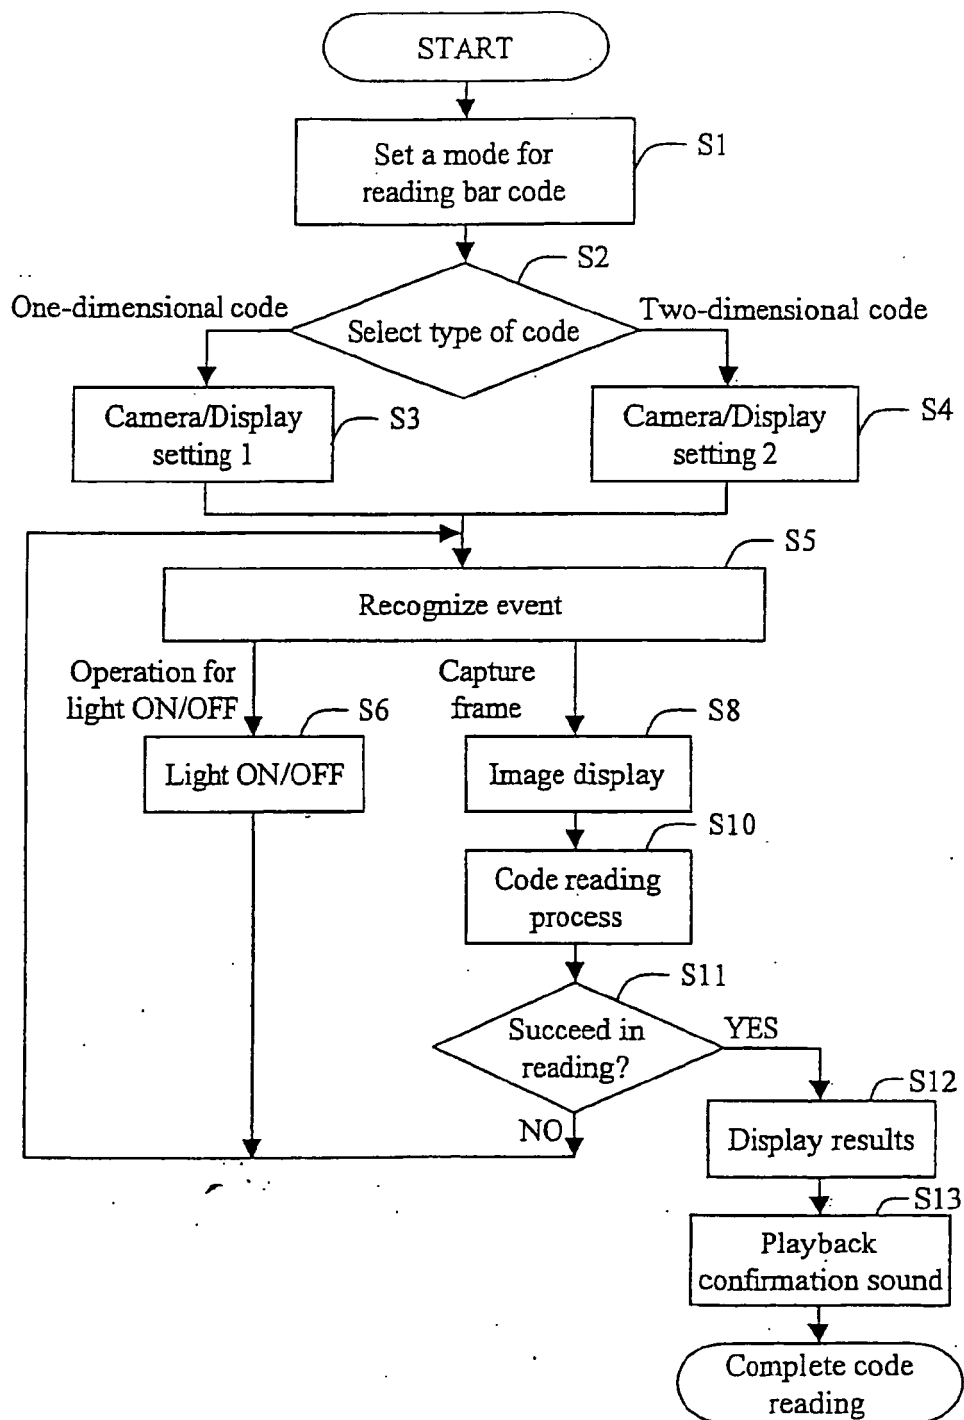 START
Set a mode for
reading bar code
S1
S2
One-dimensional code
Select type of code
Two-dimensional code
Camera/Display
setting 1
S3
Camera/Display
setting 2
S4
S5
Recognize event
Operation for
light ON/OFF
Capture
frame
S6
S8
Light ON/OFF
Image display
S10
Code reading
process
S11
Succeed in
reading?
YES
NO
S12
Display results
S13
Playback
confirmation sound
Complete code
reading